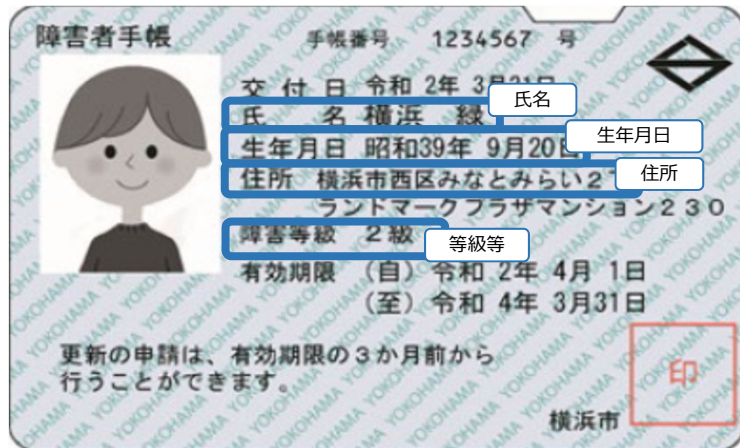 障害者手帳 手帳番号 1234567 号
交付日 令和 2年 3月31日
氏名
氏 名 横浜 緑
生年月日
生年月日 昭和39年 9月20日
住所
住所 横浜市西区みなとみらい2
ランドマークプラザマンション230
障害等級 2級
等級等
有効期限 (自) 令和 2年 4月 1日
(至) 令和 4年 3月31日
更新の申請は、有効期限の3か月前から
行うことができます。
印
横浜市
YOKOHAMA